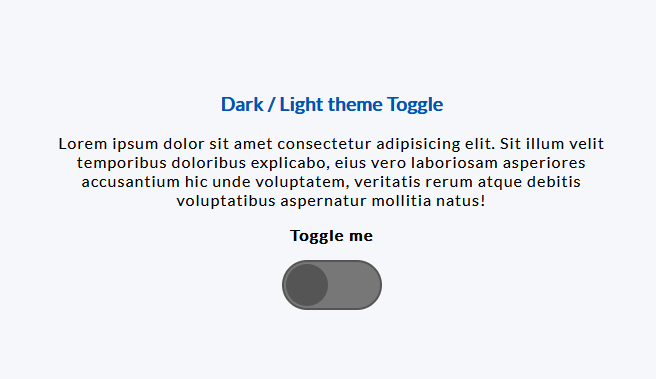 Dark / Light theme Toggle
Lorem ipsum dolor sit amet consectetur adipisicing elit. Sit illum velit
temporibus doloribus explicabo, eius vero laboriosam asperiores
accusantium hic unde voluptatem, veritatis rerum atque debitis
voluptatibus aspernatur mollitia natus!
Toggle me